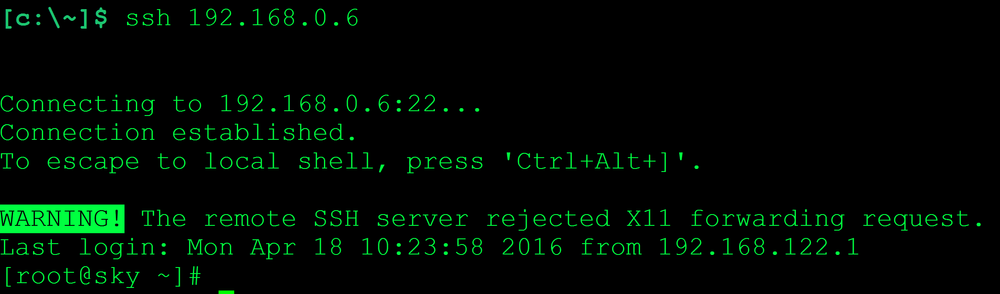 [c:\~]$ ssh 192.168.0.6
Connecting to 192.168.0.6:22...
Connection established.
To escape to local shell, press 'Ctrl+Alt+]'.
WARNING! The remote SSH server rejected X11 forwarding request.
Last login: Mon Apr 18 10:23:58 2016 from 192.168.122.1
[root@sky ~]#